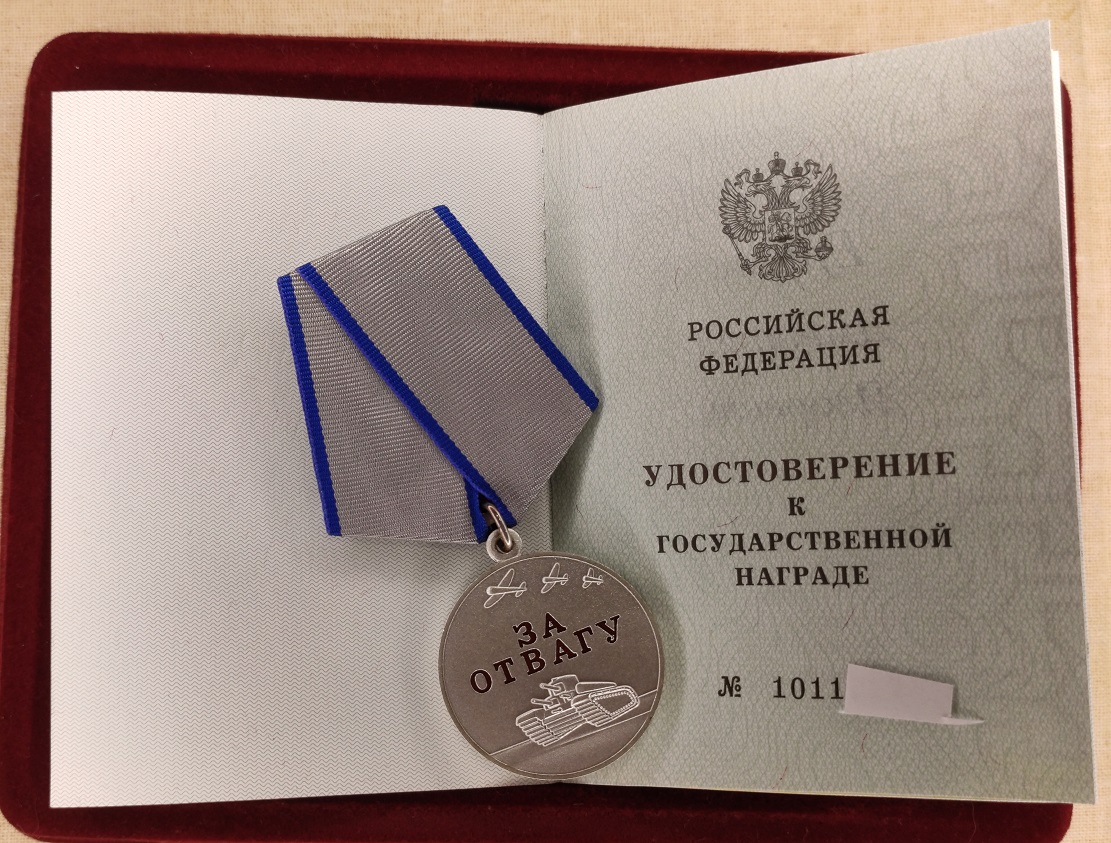 РОССИЙСКАЯ
ФЕДЕРАЦИЯ
УДОСТОВЕРЕНИЕ
К
ГОСУДАРСТВЕННОЙ
НАГРАДЕ
№ 1011
ЗА
ОТВАГУ